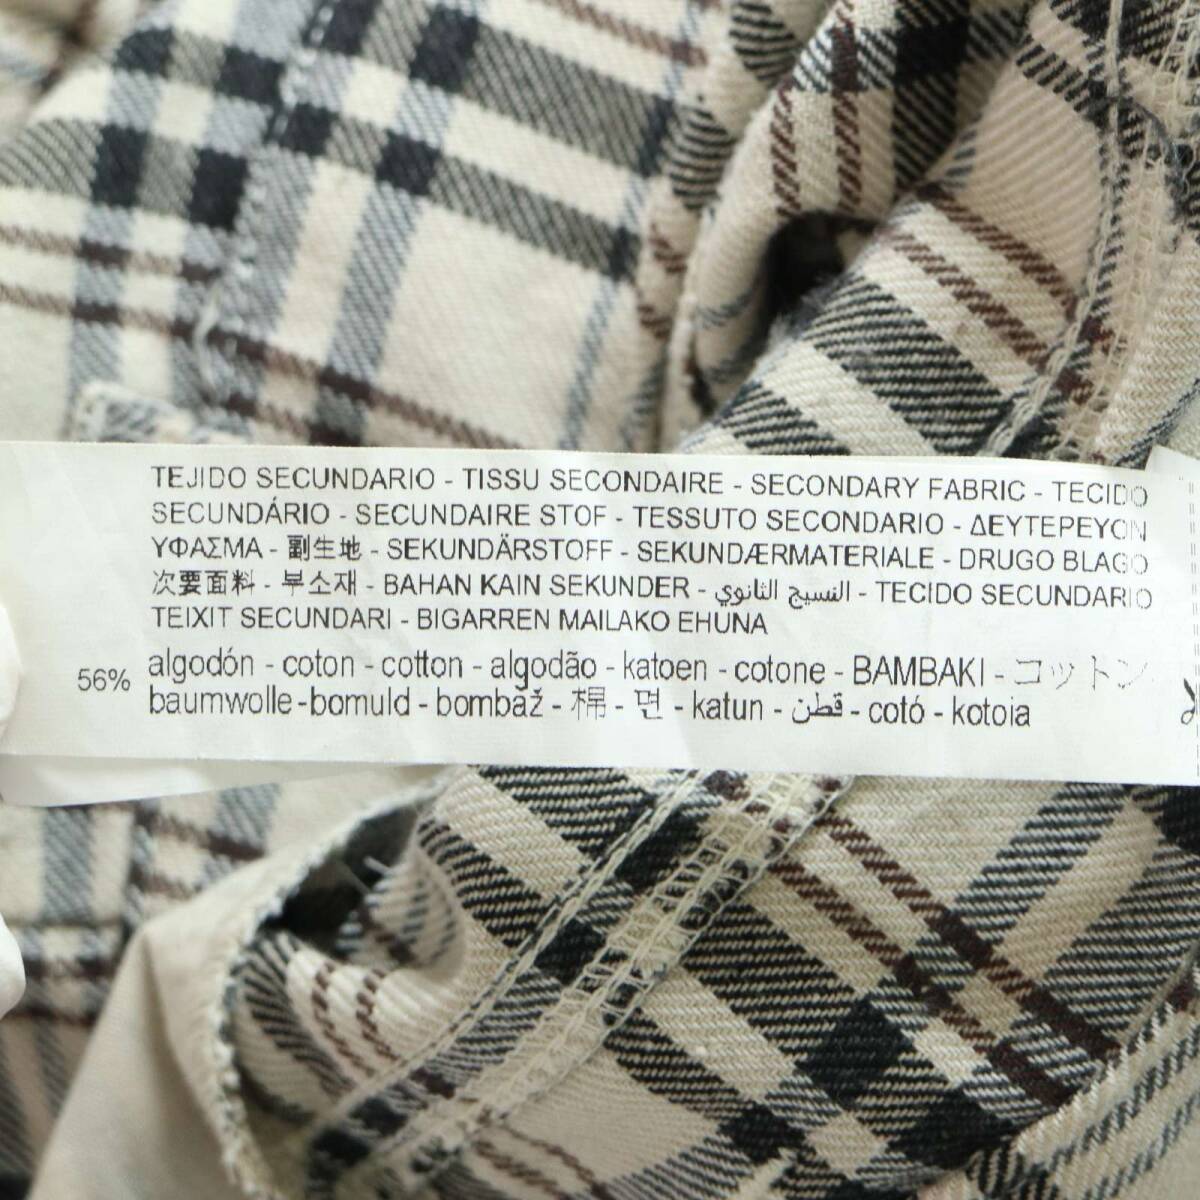 TEJIDO SECUNDARIO - TISSU SECONDAIRE - SECONDARY FABRIC - TECIDO
SECUNDÁRIO - SECUNDAIRE STOF - TESSUTO SECONDARIO - ΔΕΥΤΕΡΕΥΟΝ
ΥΦΑΣΜΑ - 副生地 - SEKUNDÄRSTOFF - SEKUNDÆRMATERIALE - DRUGO BLAGO
次要面料 - 부소재 - BAHAN KAIN SEKUNDER - النسيج الثانوي - TECIDO SECUNDARIO
TEIXIT SECUNDARI - BIGARREN MAILAKO EHUNA
56% algodón - coton - cotton - algodão - katoen - cotone - BAMBAKI - コットン
baumwolle - bomuld - bombaž - 棉 - 면 - katun - قطن - cotó - kotoia